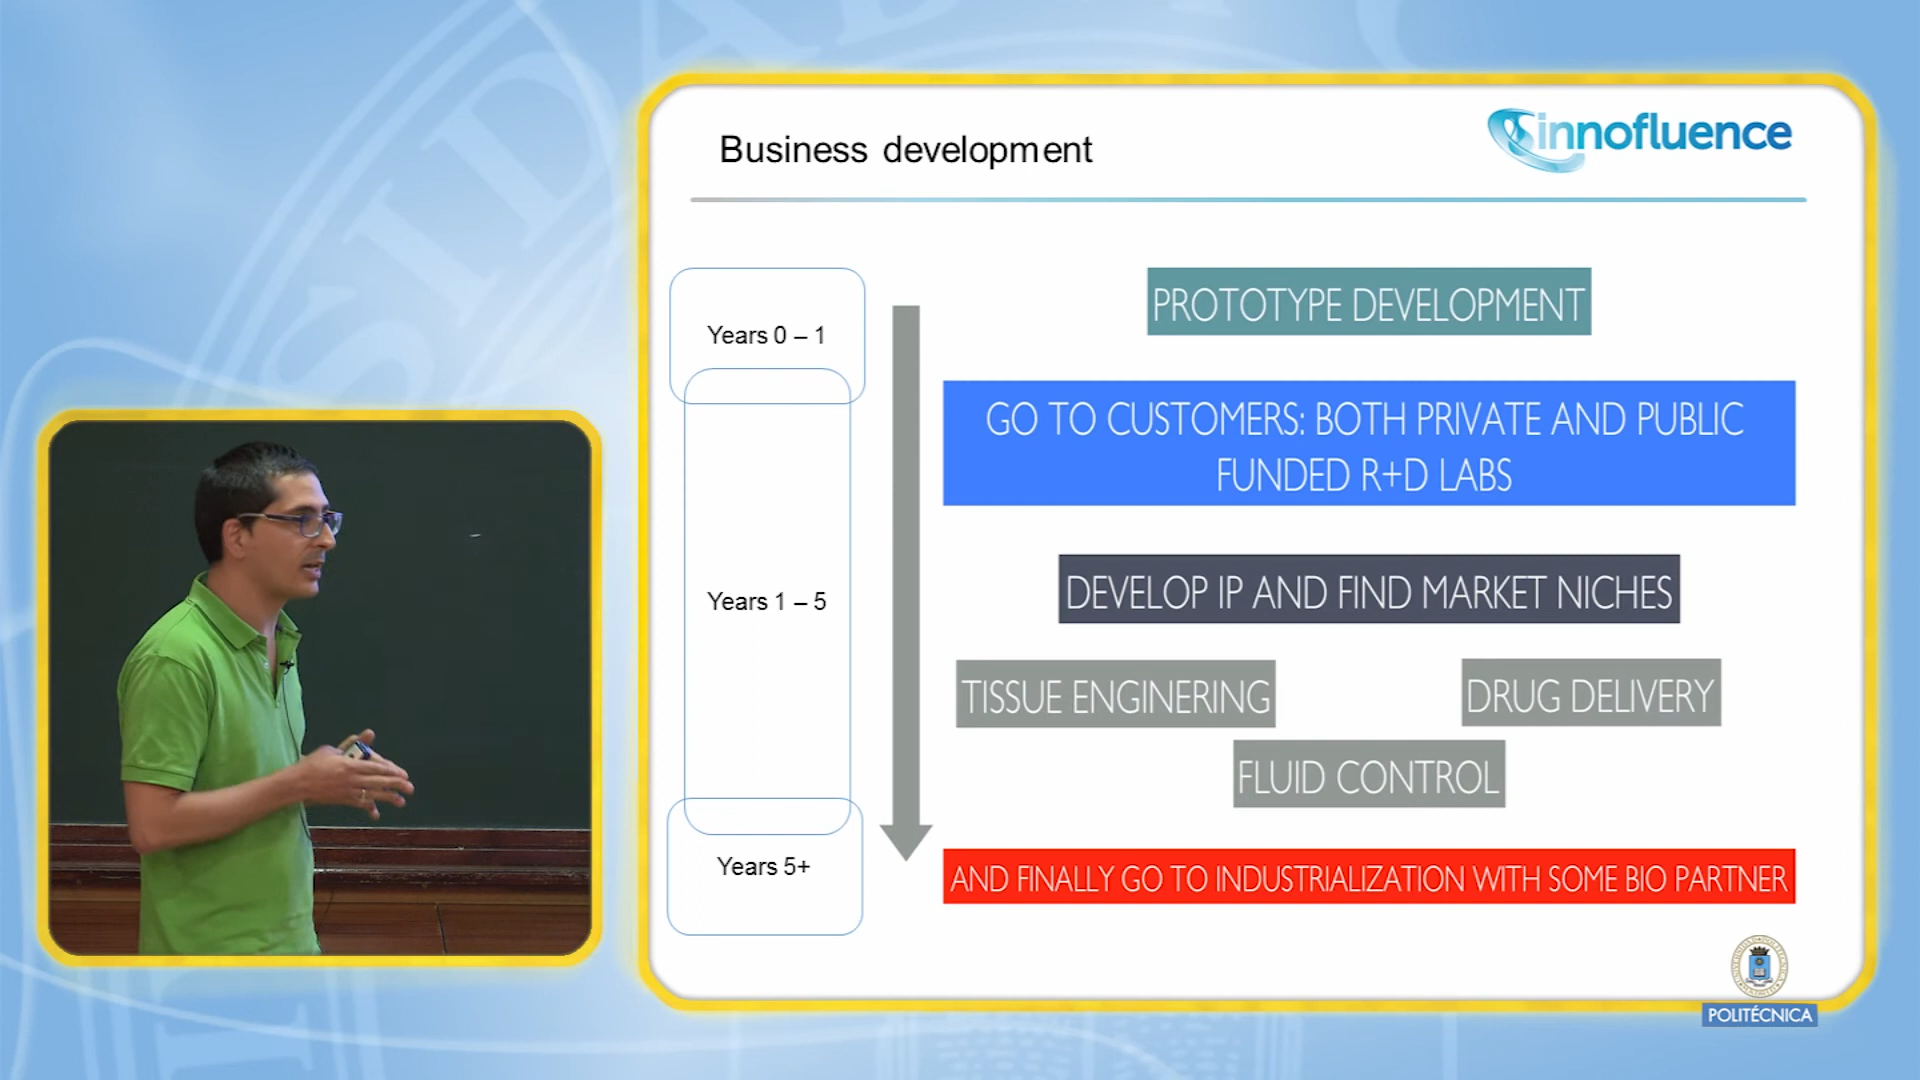 Business development
innofluence
Years 0 – 1
PROTOTYPE DEVELOPMENT
GO TO CUSTOMERS: BOTH PRIVATE AND PUBLIC
FUNDED R+D LABS
Years 1 – 5
DEVELOP IP AND FIND MARKET NICHES
TISSUE ENGINERING
DRUG DELIVERY
FLUID CONTROL
Years 5+
AND FINALLY GO TO INDUSTRIALIZATION WITH SOME BIO PARTNER
POLITÉCNICA